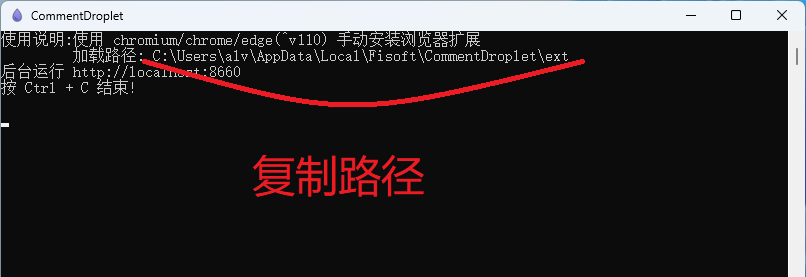 CommentDroplet
使用说明:使用 chromium/chrome/edge(^v110) 手动安装浏览器扩展
加载路径: C:\Users\alv\AppData\Local\Fisoft\CommentDroplet\ext
后台运行 http://localhost:8660
按 Ctrl + C 结束!
复制路径